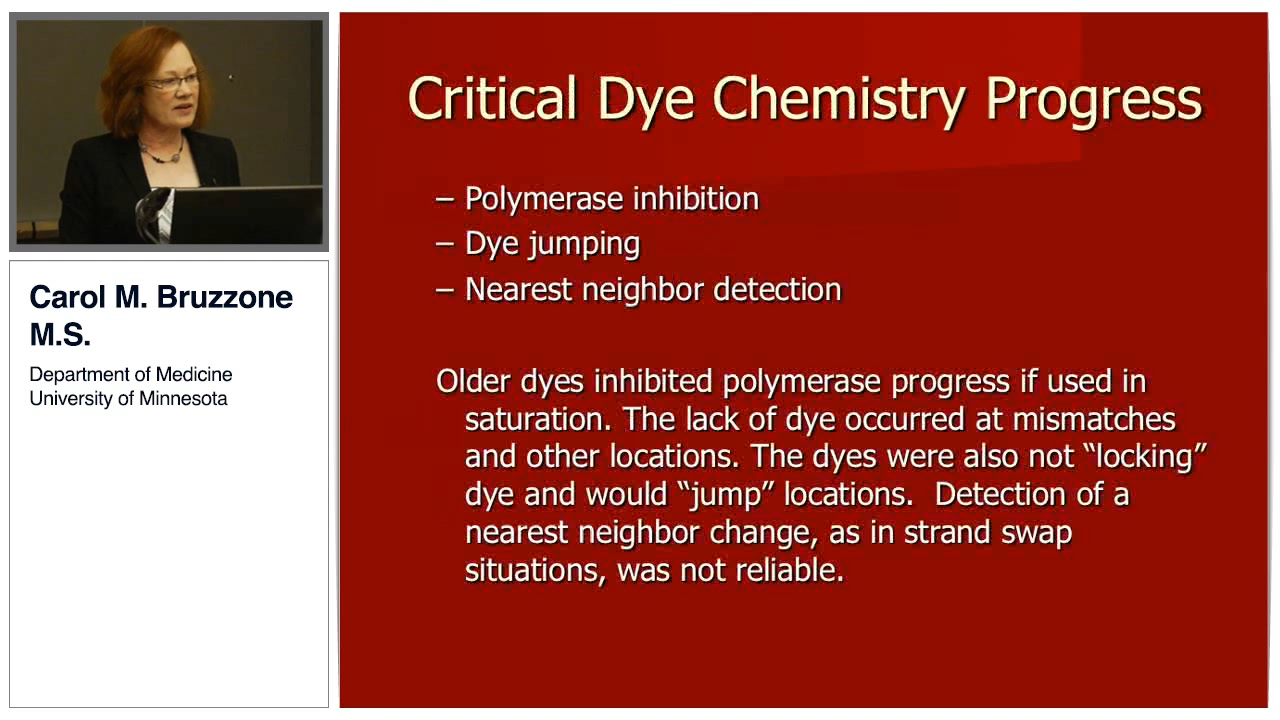 Carol M. Bruzzone
M.S.
Department of Medicine
University of Minnesota
Critical Dye Chemistry Progress
– Polymerase inhibition
– Dye jumping
– Nearest neighbor detection
Older dyes inhibited polymerase progress if used in
saturation. The lack of dye occurred at mismatches
and other locations. The dyes were also not “locking”
dye and would “jump” locations.  Detection of a
nearest neighbor change, as in strand swap
situations, was not reliable.